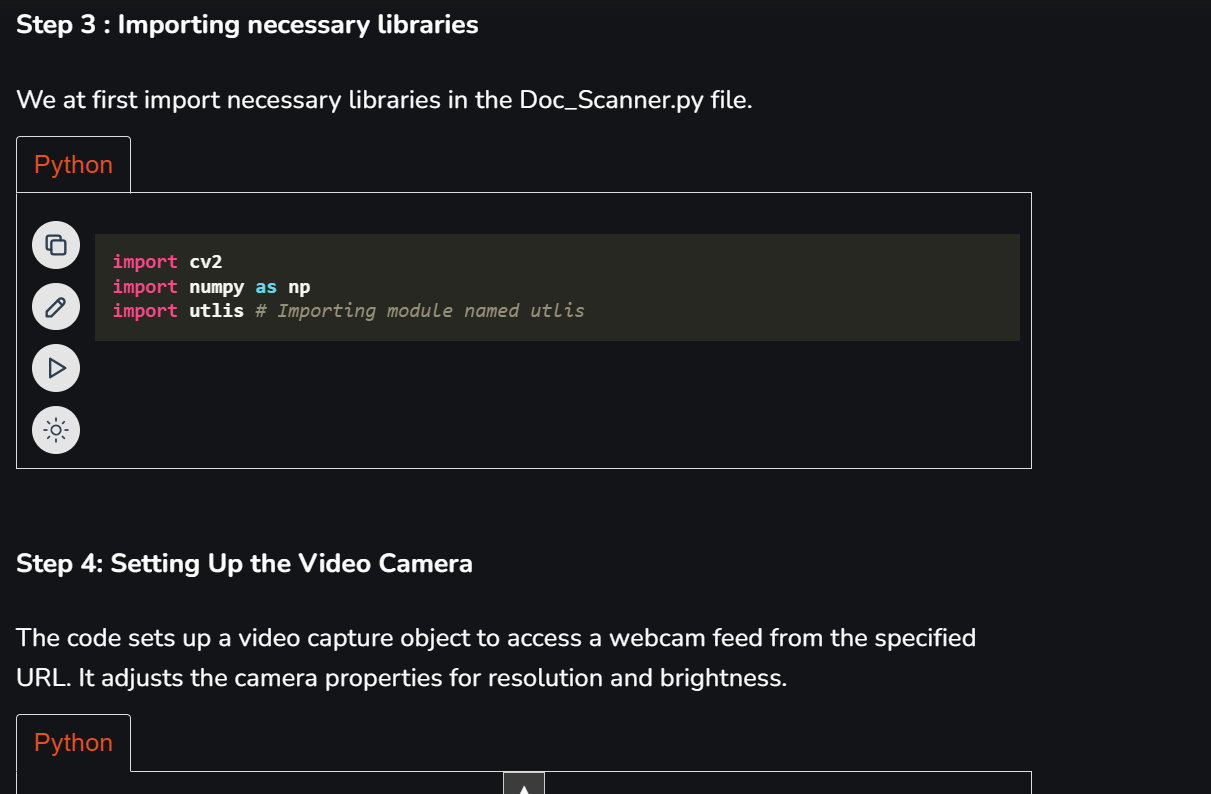 Step 3 : Importing necessary libraries
We at first import necessary libraries in the Doc_Scanner.py file.
Python
import cv2
import numpy as np
import utlis # Importing module named utlis
Step 4: Setting Up the Video Camera
The code sets up a video capture object to access a webcam feed from the specified
URL. It adjusts the camera properties for resolution and brightness.
Python